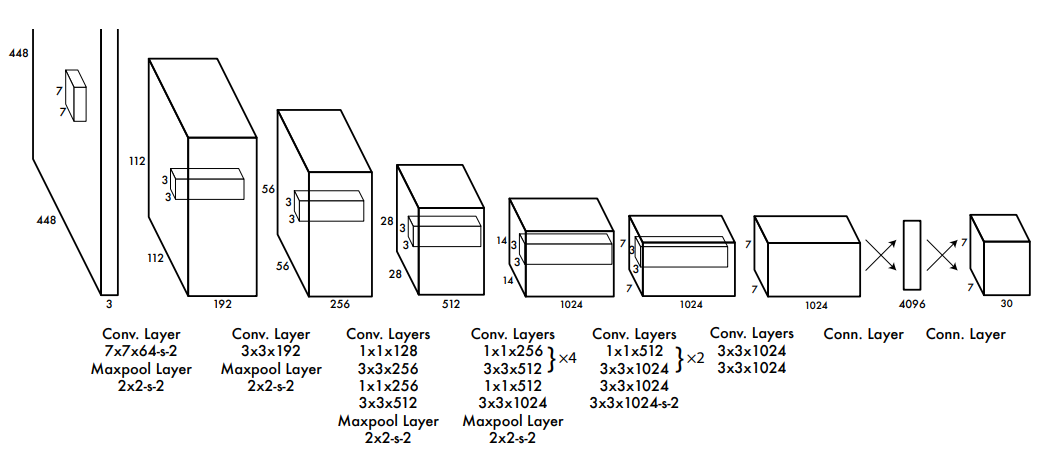 448
448
7
7
3
112
112
3
3
192
56
56
3
3
256
28
28
3
3
512
14
14
3
3
1024
7
7
3
3
1024
7
7
1024
4096
7
7
30
Conv. Layer
7x7x64-s-2
Maxpool Layer
2x2-s-2
Conv. Layer
3x3x192
Maxpool Layer
2x2-s-2
Conv. Layers
1x1x128
3x3x256
1x1x256
3x3x512
Maxpool Layer
2x2-s-2
Conv. Layers
1x1x256
3x3x512
}×4
1x1x512
3x3x1024
Maxpool Layer
2x2-s-2
Conv. Layers
1x1x512
3x3x1024
}×2
3x3x1024
3x3x1024-s-2
Conv. Layers
3x3x1024
3x3x1024
Conn. Layer
Conn. Layer